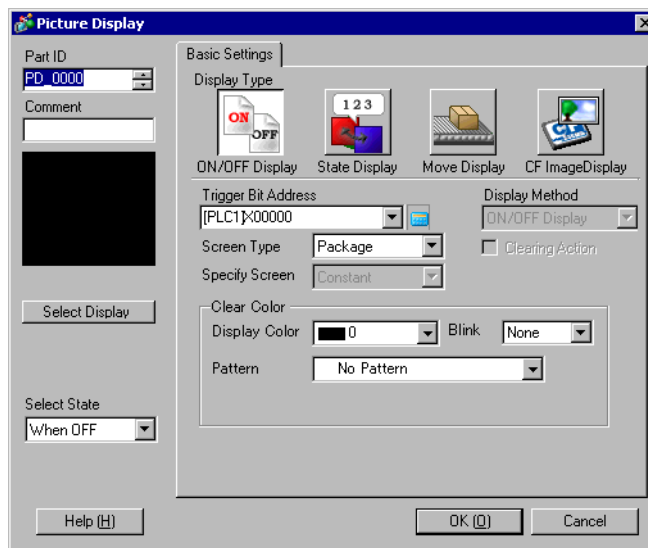 Picture Display
Part ID
PD_0000
Comment
Select Display
Select State
When OFF
Help (H)
Basic Settings
Display Type
ON
OFF
1 2 3
ON/OFF Display
State Display
Move Display
CF ImageDisplay
Trigger Bit Address
[PLC1]X00000
Display Method
ON/OFF Display
Screen Type
Package
Clearing Action
Specify Screen
Constant
Clear Color
Display Color
0
Blink
None
Pattern
No Pattern
OK (O)
Cancel